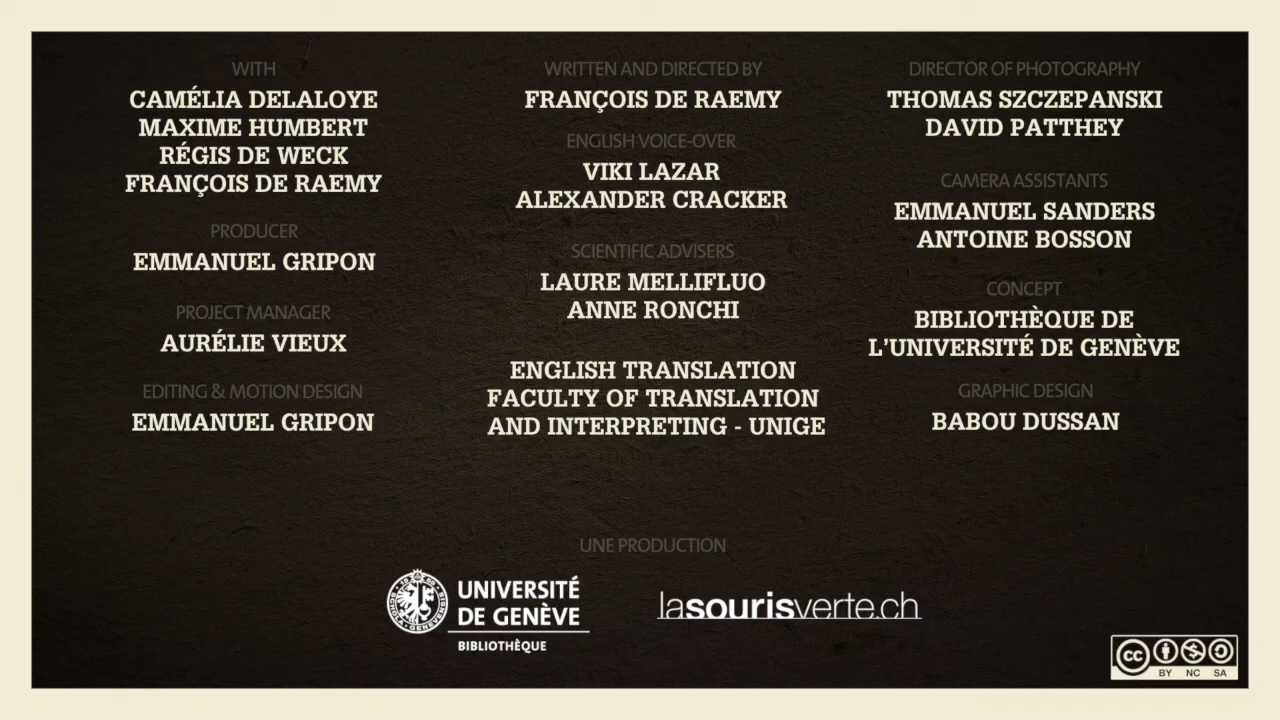 WITH
CAMÉLIA DELALOYE
MAXIME HUMBERT
RÉGIS DE WECK
FRANÇOIS DE RAEMY
PRODUCER
EMMANUEL GRIPON
PROJECT MANAGER
AURÉLIE VIEUX
EDITING & MOTION DESIGN
EMMANUEL GRIPON
WRITTEN AND DIRECTED BY
FRANÇOIS DE RAEMY
ENGLISH VOICE-OVER
VIKI LAZAR
ALEXANDER CRACKER
SCIENTIFIC ADVISERS
LAURE MELLIFLUO
ANNE RONCHI
ENGLISH TRANSLATION
FACULTY OF TRANSLATION
AND INTERPRETING - UNIGE
DIRECTOR OF PHOTOGRAPHY
THOMAS SZCZEPANSKI
DAVID PATTHEY
CAMERA ASSISTANTS
EMMANUEL SANDERS
ANTOINE BOSSON
CONCEPT
BIBLIOTHÈQUE DE
L'UNIVERSITÉ DE GENÈVE
GRAPHIC DESIGN
BABOU DUSSAN
UNE PRODUCTION
UNIVERSITÉ
DE GENÈVE
BIBLIOTHÈQUE
lasourisverte.ch
cc
BY NC SA